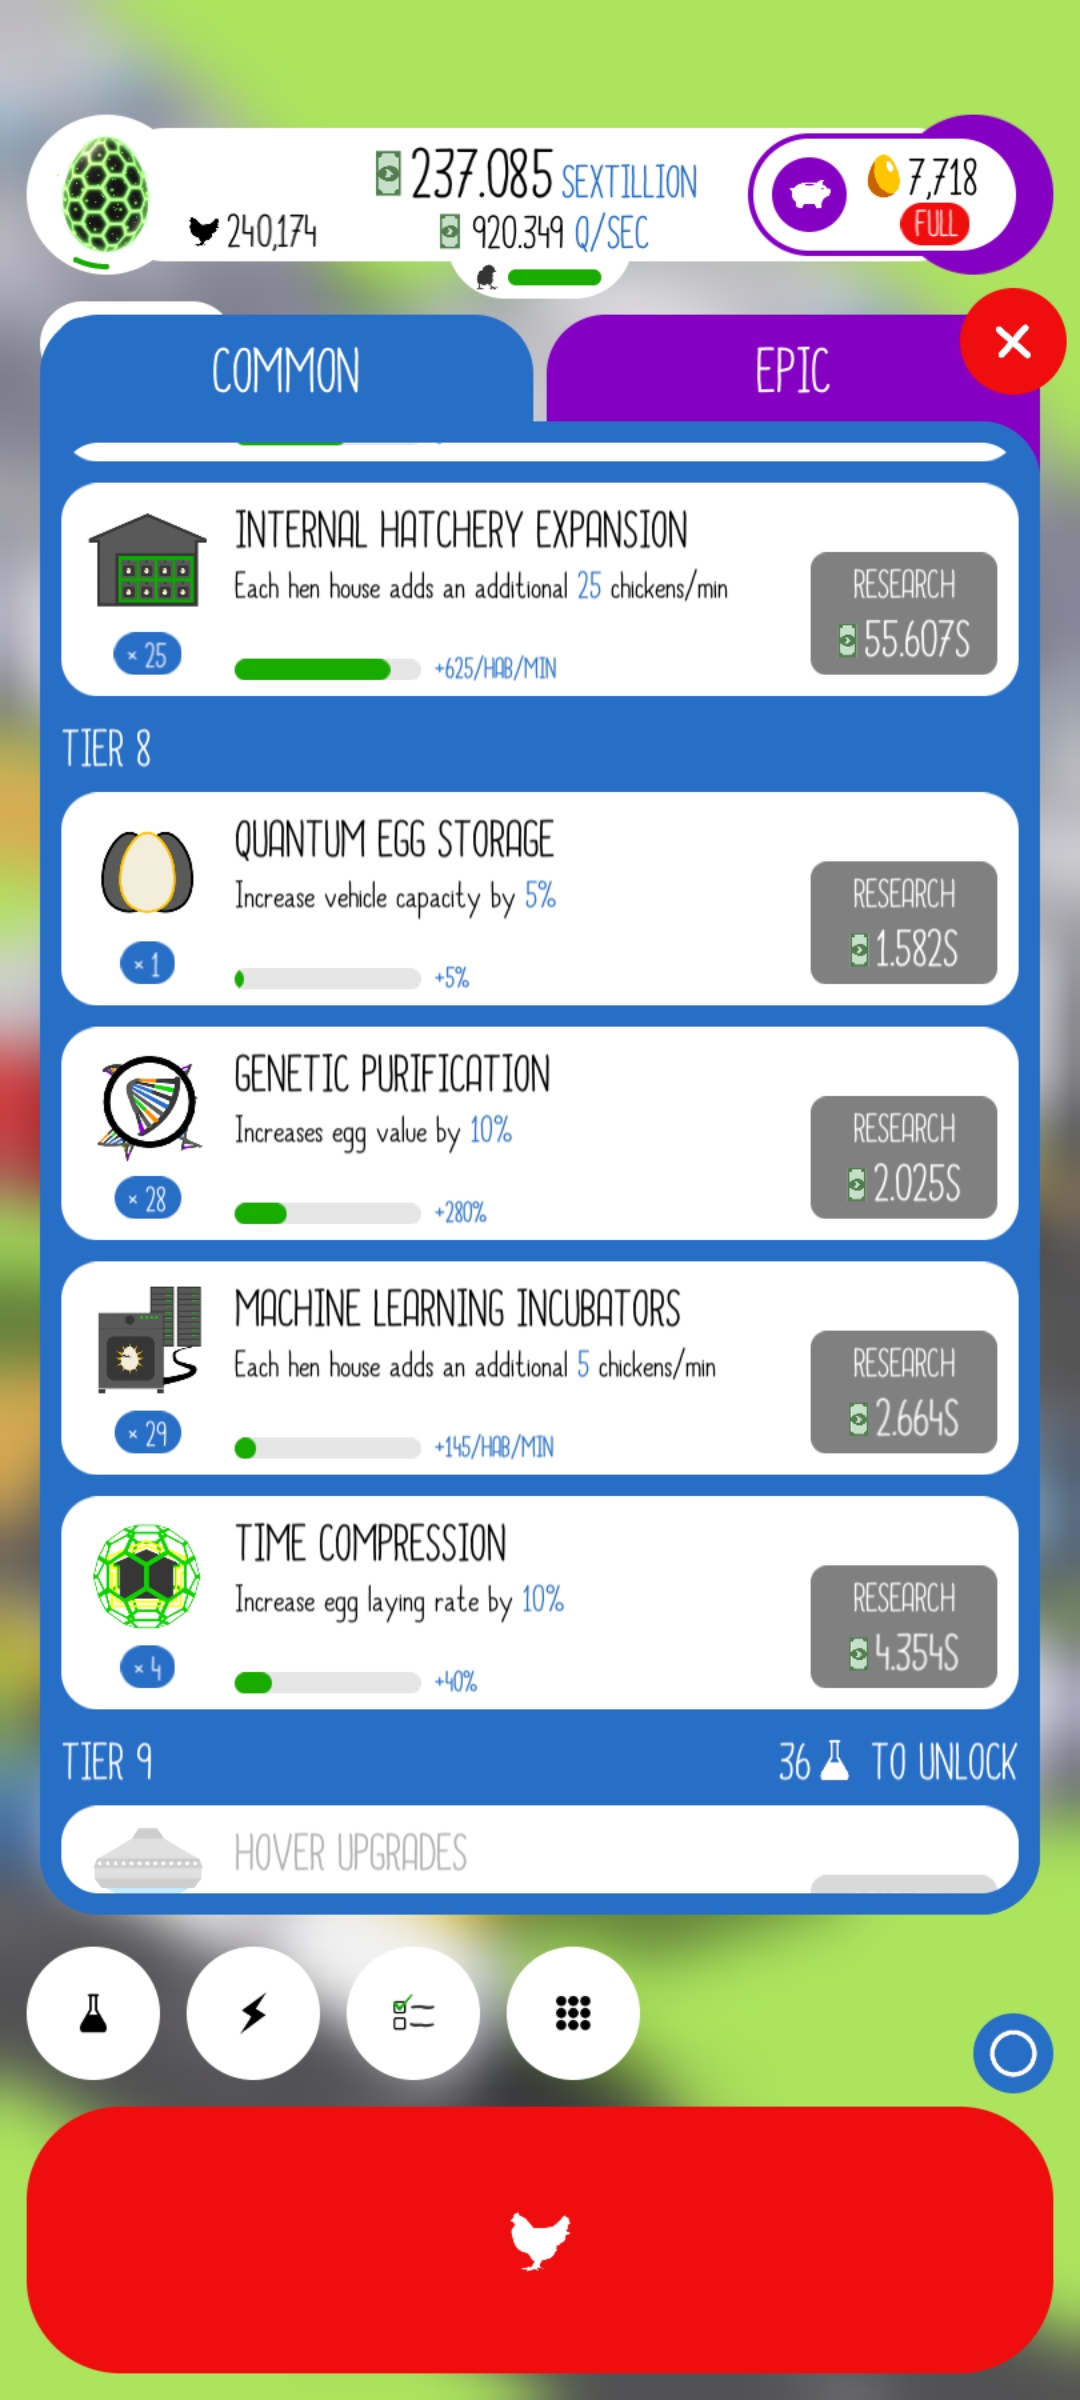 237.085 SEXTILLION
240,174
920.349 Q/SEC
7,718
FULL
COMMON
EPIC
INTERNAL HATCHERY EXPANSION
Each hen house adds an additional 25 chickens/min
× 25
+625/HAB/MIN
RESEARCH
55.607S
TIER 8
QUANTUM EGG STORAGE
Increase vehicle capacity by 5%
× 1
+5%
RESEARCH
1.582S
GENETIC PURIFICATION
Increases egg value by 10%
× 28
+280%
RESEARCH
2.025S
MACHINE LEARNING INCUBATORS
Each hen house adds an additional 5 chickens/min
× 29
+145/HAB/MIN
RESEARCH
2.664S
TIME COMPRESSION
Increase egg laying rate by 10%
× 4
+40%
RESEARCH
4.354S
TIER 9
36 TO UNLOCK
HOVER UPGRADES